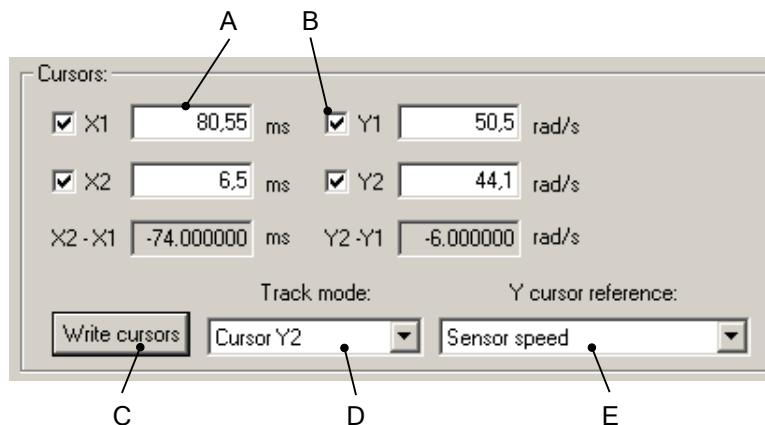 A B
Cursors:
X1 80,55 ms Y1 50,5 rad/s
X2 6,5 ms Y2 44,1 rad/s
X2 - X1 -74.000000 ms Y2 -Y1 -6.000000 rad/s
Track mode: Y cursor reference:
Write cursors Cursor Y2 Sensor speed
C D E